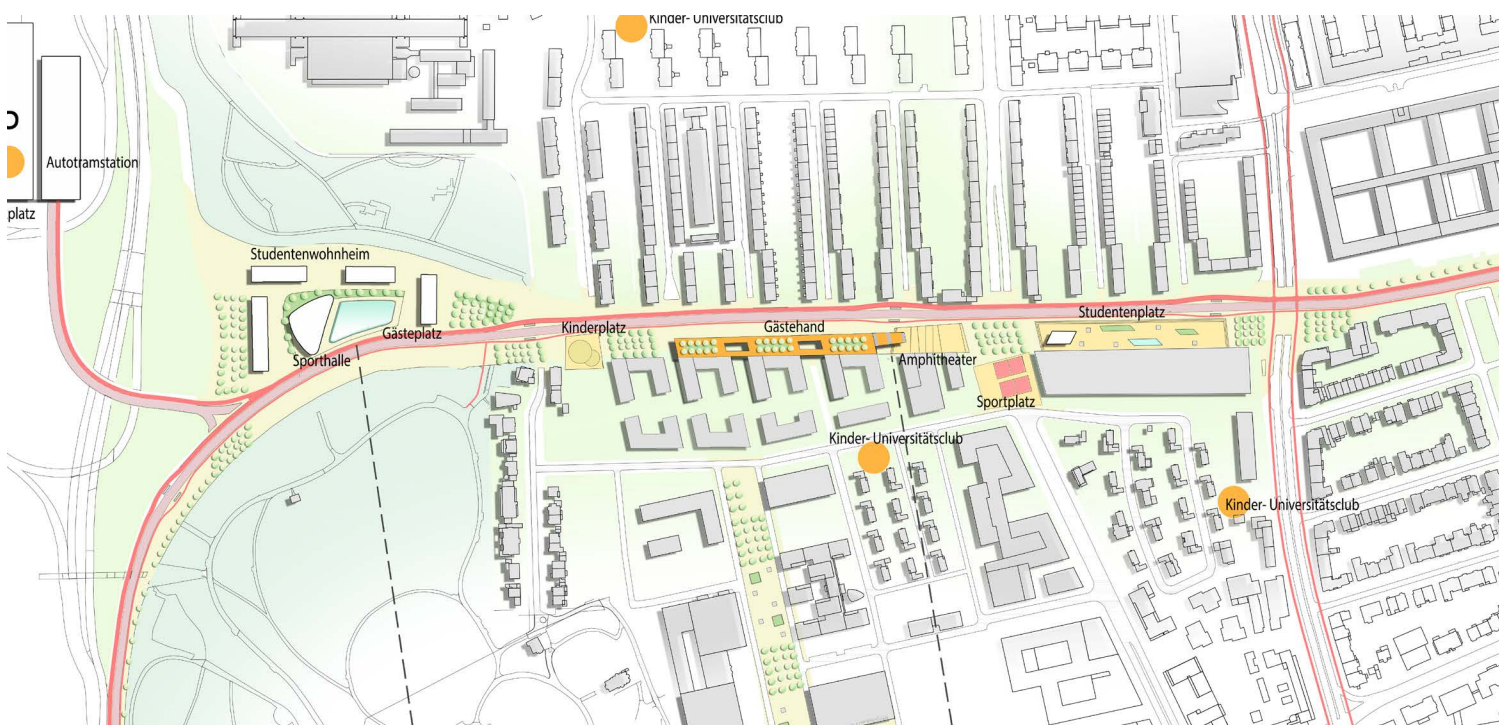 Kinder- Universitätsclub
Autotramstation
platz
Studentenwohnheim
Gästeplatz
Sporthalle
Kinderplatz
Gästehand
Studentenplatz
Amphitheater
Sportplatz
Kinder- Universitätsclub
Kinder- Universitätsclub